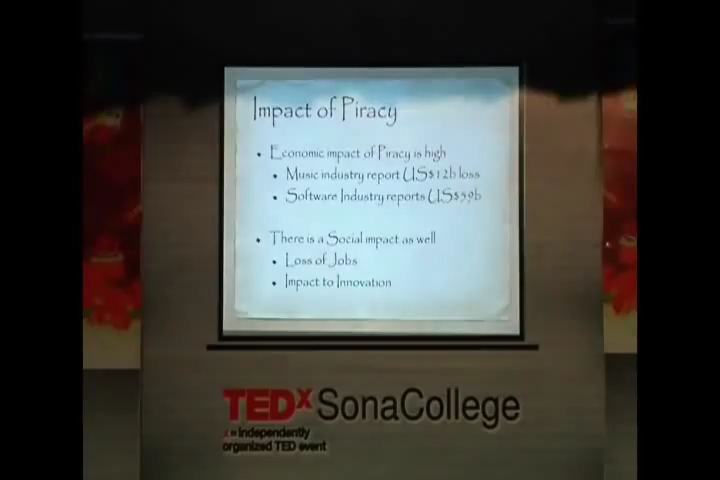 Impact of Piracy
• Economic impact of Piracy is high
• Music industry report US$12b loss
• Software Industry reports US$59b
• There is a Social impact as well
• Loss of Jobs
• Impact to Innovation
TEDx SonaCollege
x = independently
organized TED event